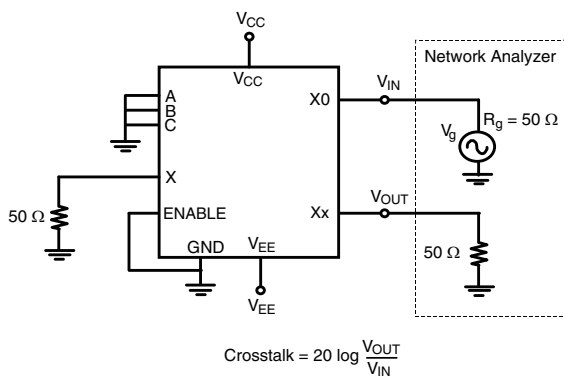 VCC
VCC
Network Analyzer
A
B
C
X0
VIN
Vg
Rg = 50 Ω
X
50 Ω
ENABLE
Xx
VOUT
50 Ω
GND
VEE
VEE
Crosstalk = 20 log VOUT
VIN